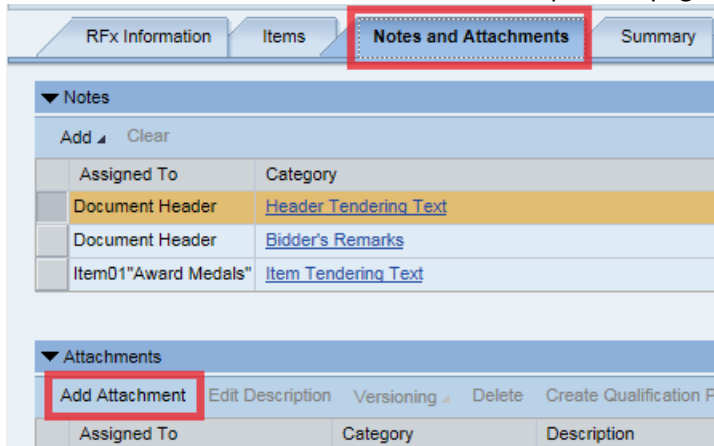 RFx Information Items Notes and Attachments Summary
Notes
Add Clear
Assigned To Category
Document Header Header Tendering Text
Document Header Bidder's Remarks
Item01"Award Medals" Item Tendering Text
Attachments
Add Attachment Edit Description Versioning Delete Create Qualification
Assigned To Category Description